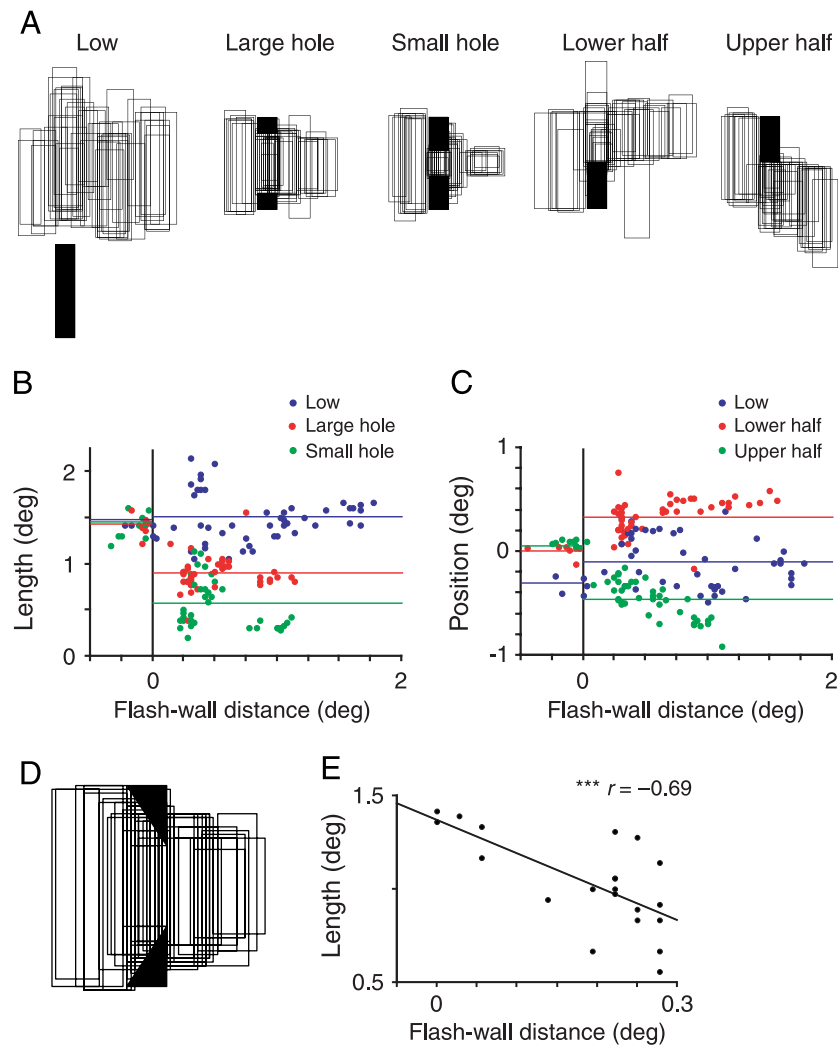 A
Low
Large hole
Small hole
Lower half
Upper half
B
Low
Large hole
Small hole
2
1
0
Length (deg)
0
2
Flash-wall distance (deg)
C
Low
Lower half
Upper half
1
0
-1
Position (deg)
0
2
Flash-wall distance (deg)
D
E
*** r = −0.69
1.5
0.5
Length (deg)
0
0.3
Flash-wall distance (deg)